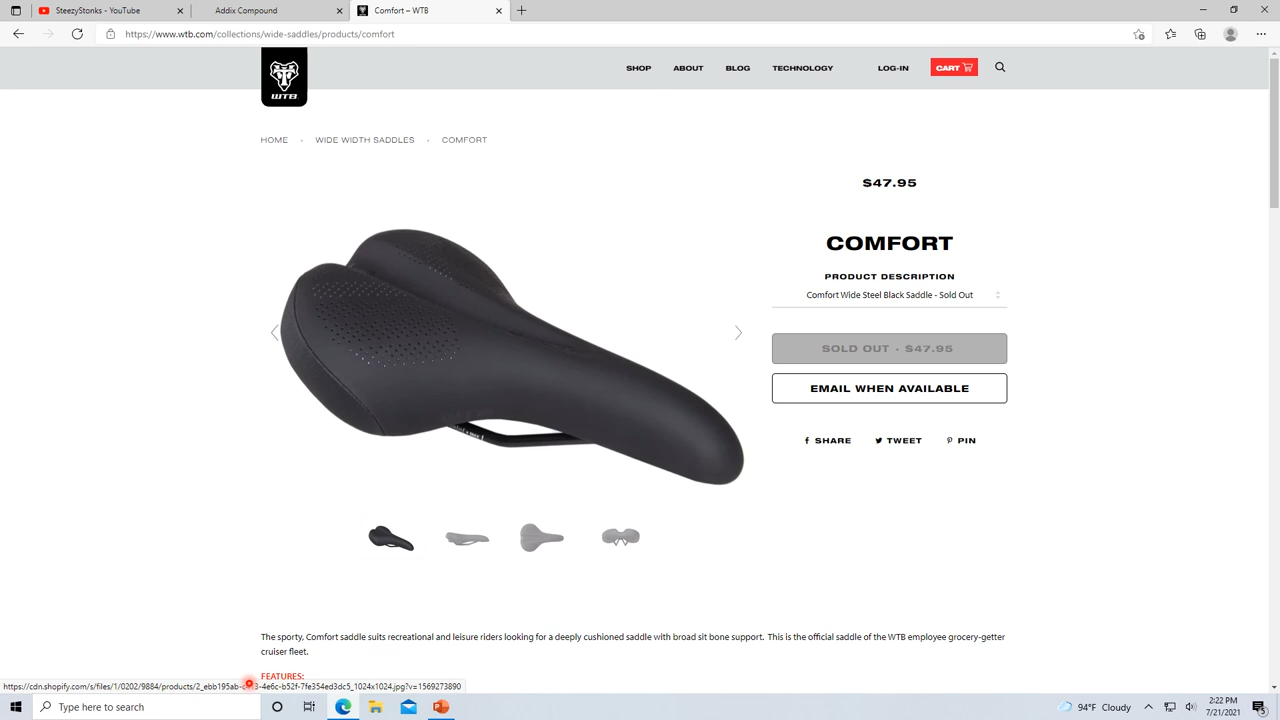 SteezyStonks - YouTube
Addix Compound
Comfort – WTB
https://www.wtb.com/collections/wide-saddles/products/comfort
WTB
SHOP ABOUT BLOG TECHNOLOGY LOG-IN CART
HOME • WIDE WIDTH SADDLES • COMFORT
$47.95
COMFORT
PRODUCT DESCRIPTION
Comfort Wide Steel Black Saddle - Sold Out
SOLD OUT • $47.95
EMAIL WHEN AVAILABLE
SHARE TWEET PIN
The sporty, Comfort saddle suits recreational and leisure riders looking for a deeply cushioned saddle with broad sit bone support. This is the official saddle of the WTB employee grocery-getter
cruiser fleet.
FEATURES:
Type here to search
94°F Cloudy
2:22 PM
7/21/2021
5